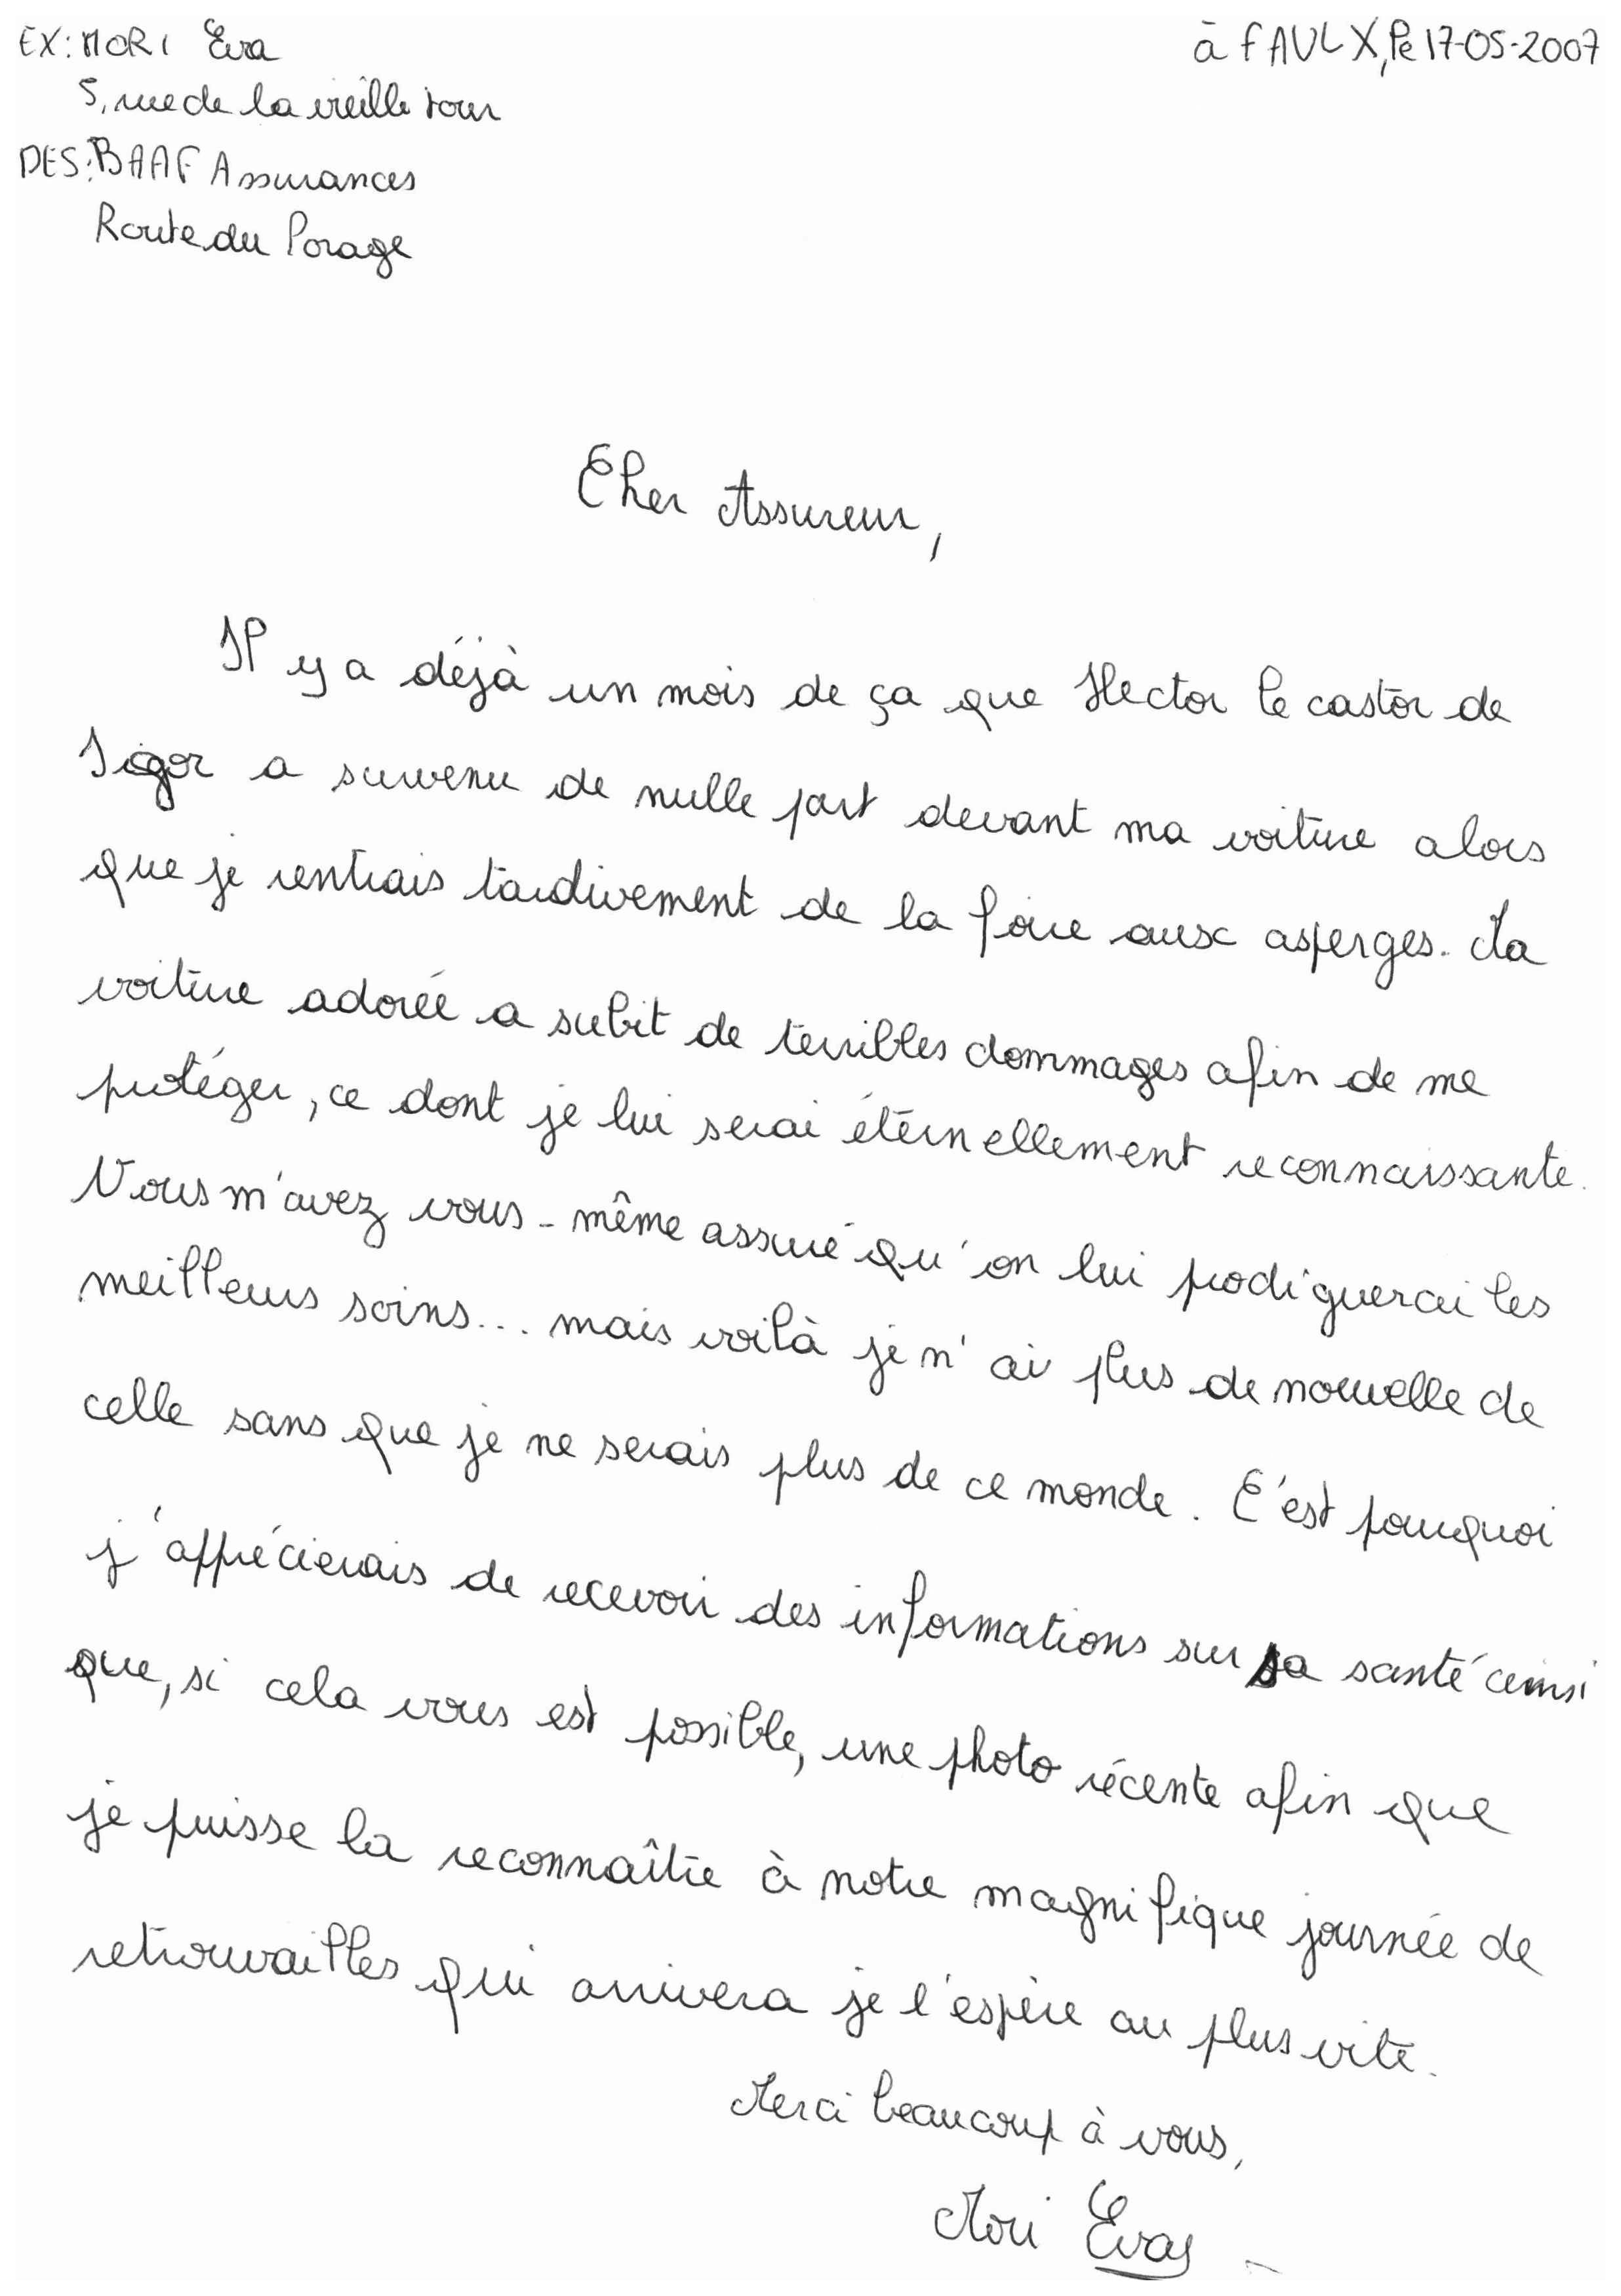 EX: MORI Eva
à FAULX, le 17-05-2007
5, rue de la vieille tour
DES: BAAF Assurances
Route du Porage
Cher Assureur,
Il y a déjà un mois de ça que Hector le castor de
Jigor a survenu de nulle part devant ma voiture alors
que je rentrais tardivement de la foire aux asperges. Ma
voiture adorée a subit de terribles dommages afin de me
protéger, ce dont je lui serai éternellement reconnaissante.
Vous m'avez vous-même assuré qu'on lui prodiguerai les
meilleurs soins... mais voilà je n'ai plus de nouvelle de
celle sans que je ne serais plus de ce monde. C'est pourquoi
j'apprécierais de recevoir des informations sur sa santé ainsi
que, si cela vous est possible, une photo récente afin que
je puisse la reconnaître à notre magnifique journée de
retrouvailles qui arrivera je l'espère au plus vite.
Merci beaucoup à vous,
Mori Eva